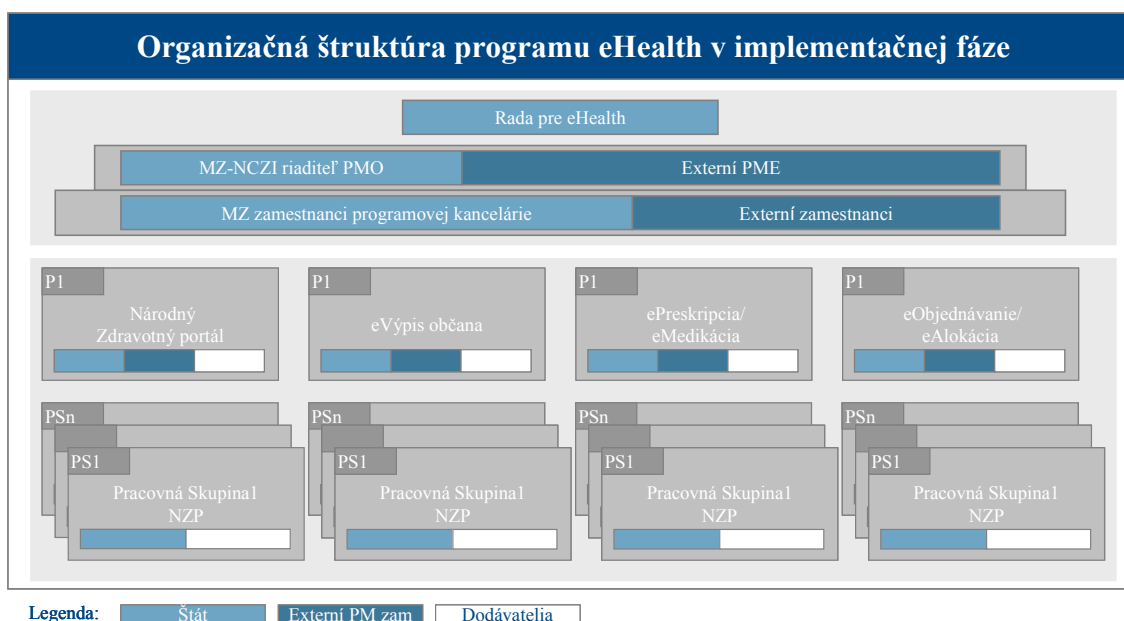 Organizačná štruktúra programu eHealth v implementačnej fáze
Rada pre eHealth
MZ-NCZI riaditeľ PMO
Externí PME
MZ zamestnanci programovej kancelárie
Externí zamestnanci
P1
Národný
Zdravotný portál
P1
eVýpis občana
P1
ePreskripcia/
eMedikácia
P1
eObjednávanie/
eAlokácia
PSn
PS1
Pracovná Skupina1
NZP
PSn
PS1
Pracovná Skupina1
NZP
PSn
PS1
Pracovná Skupina1
NZP
PSn
PS1
Pracovná Skupina1
NZP
Legenda:
Štát
Externí PM zam
Dodávatelia